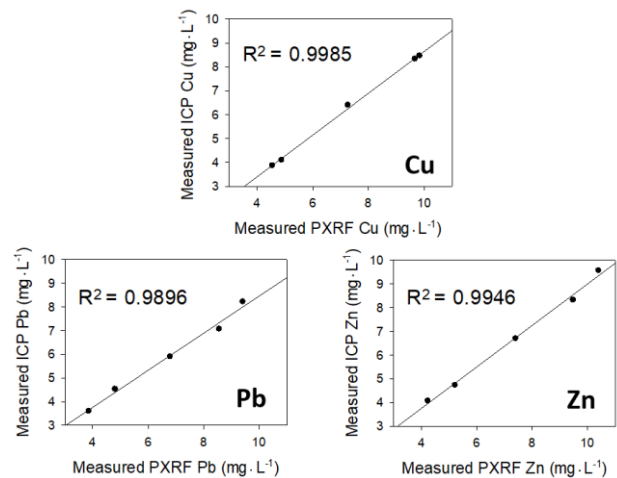 10
9
8
7
6
5
4
3
Measured ICP Cu (mg·L-1)
R² = 0.9985
Cu
4 6 8 10
Measured PXRF Cu (mg·L-1)
10
9
8
7
6
5
4
3
Measured ICP Pb (mg·L-1)
R² = 0.9896
Pb
4 6 8 10
Measured PXRF Pb (mg·L-1)
10
9
8
7
6
5
4
3
Measured ICP Zn (mg·L-1)
R² = 0.9946
Zn
4 6 8 10
Measured PXRF Zn (mg·L-1)